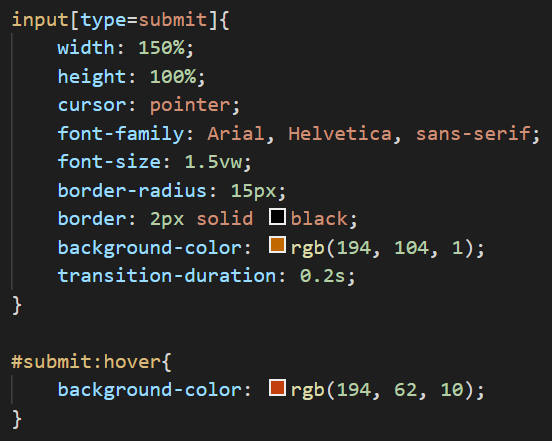 input[type=submit]{
    width: 150%;
    height: 100%;
    cursor: pointer;
    font-family: Arial, Helvetica, sans-serif;
    font-size: 1.5vw;
    border-radius: 15px;
    border: 2px solid black;
    background-color: rgb(194, 104, 1);
    transition-duration: 0.2s;
}

#submit:hover{
    background-color: rgb(194, 62, 10);
}